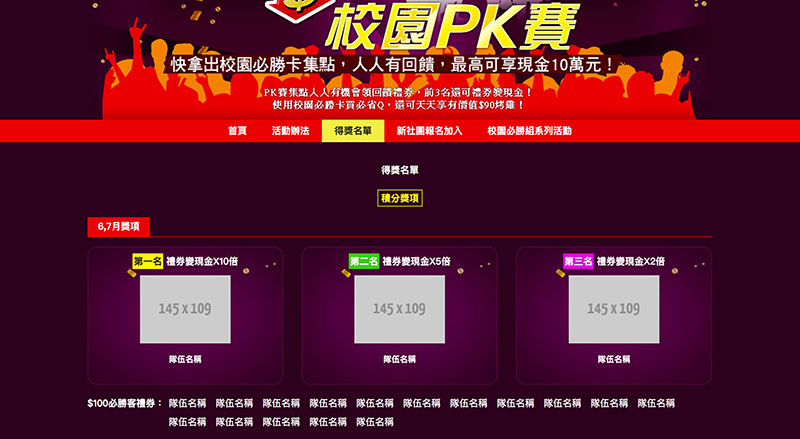 校園PK賽
快拿出校園必勝卡集點，人人有回饋，最高可享現金10萬元！
PK賽集點人人有機會領回饋禮券，前3名還可禮券變現金！
使用校園必勝卡買必省Q，還可天天享有價值$90烤雞！
首頁 活動辦法 得獎名單 新社團報名加入 校園必勝組系列活動
得獎名單
積分獎項
6,7月獎項
第一名 禮券變現金X10倍 第二名 禮券變現金X5倍 第三名 禮券變現金X2倍
145 x 109 145 x 109 145 x 109
隊伍名稱 隊伍名稱 隊伍名稱
$100必勝客禮券： 隊伍名稱 隊伍名稱 隊伍名稱 隊伍名稱 隊伍名稱 隊伍名稱 隊伍名稱 隊伍名稱 隊伍名稱 隊伍名稱 隊伍名稱
隊伍名稱 隊伍名稱 隊伍名稱 隊伍名稱 隊伍名稱